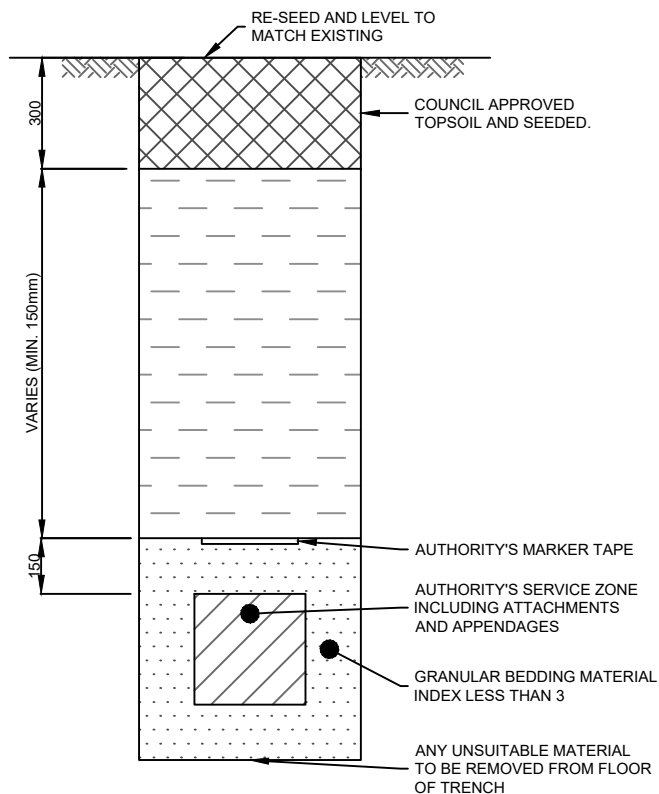 RE-SEED AND LEVEL TO
MATCH EXISTING
300
COUNCIL APPROVED
TOPSOIL AND SEEDED.
VARIES (MIN. 150mm)
150
AUTHORITY'S MARKER TAPE
AUTHORITY'S SERVICE ZONE
INCLUDING ATTACHMENTS
AND APPENDAGES
GRANULAR BEDDING MATERIAL
INDEX LESS THAN 3
ANY UNSUITABLE MATERIAL
TO BE REMOVED FROM FLOOR
OF TRENCH